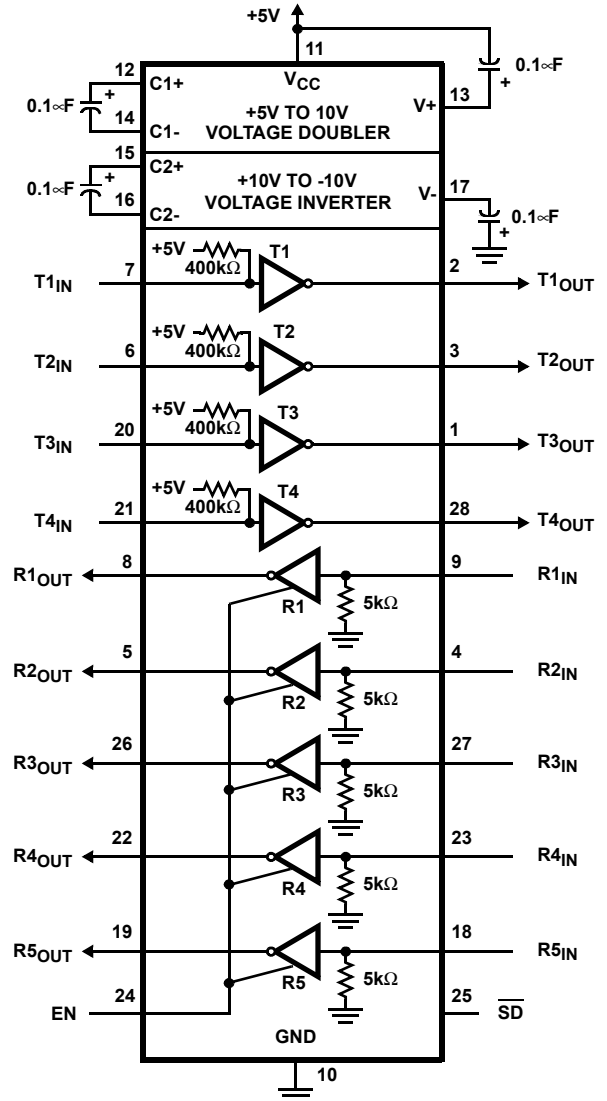 +5V
11
12
C1+
VCC
0.1∝F
+
+
0.1∝F
+5V TO 10V
VOLTAGE DOUBLER
V+
13
14
C1-
15
C2+
0.1∝F
+
+10V TO -10V
VOLTAGE INVERTER
V-
17
16
C2-
0.1∝F
+
+5V
400kΩ
T1
T1IN
7
2
T1OUT
+5V
400kΩ
T2
T2IN
6
3
T2OUT
+5V
400kΩ
T3
T3IN
20
1
T3OUT
+5V
400kΩ
T4
T4IN
21
28
T4OUT
R1OUT
8
9
R1IN
R1
5kΩ
R2OUT
5
4
R2IN
R2
5kΩ
R3OUT
26
27
R3IN
R3
5kΩ
R4OUT
22
23
R4IN
R4
5kΩ
R5OUT
19
18
R5IN
R5
5kΩ
EN
24
25
SD
GND
10